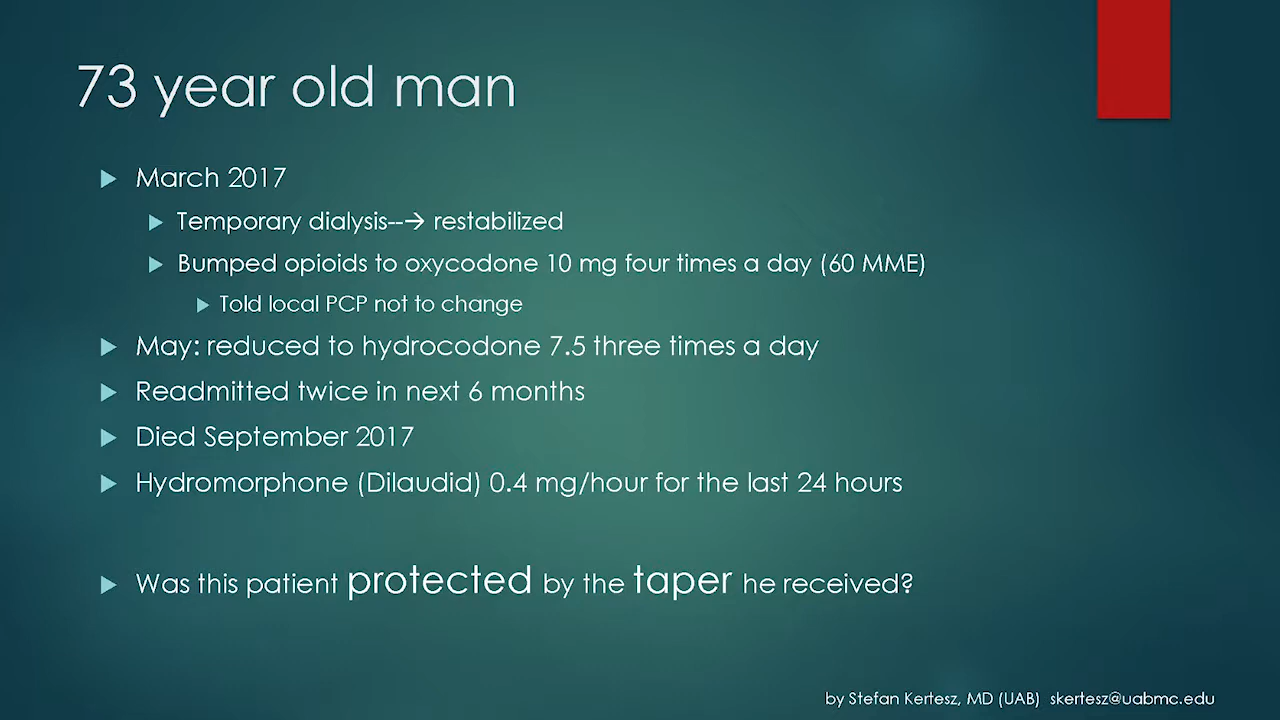 73 year old man
March 2017
Temporary dialysis--→ restabilized
Bumped opioids to oxycodone 10 mg four times a day (60 MME)
Told local PCP not to change
May: reduced to hydrocodone 7.5 three times a day
Readmitted twice in next 6 months
Died September 2017
Hydromorphone (Dilaudid) 0.4 mg/hour for the last 24 hours
Was this patient protected by the taper he received?
by Stefan Kertesz, MD (UAB) skertesz@uabmc.edu